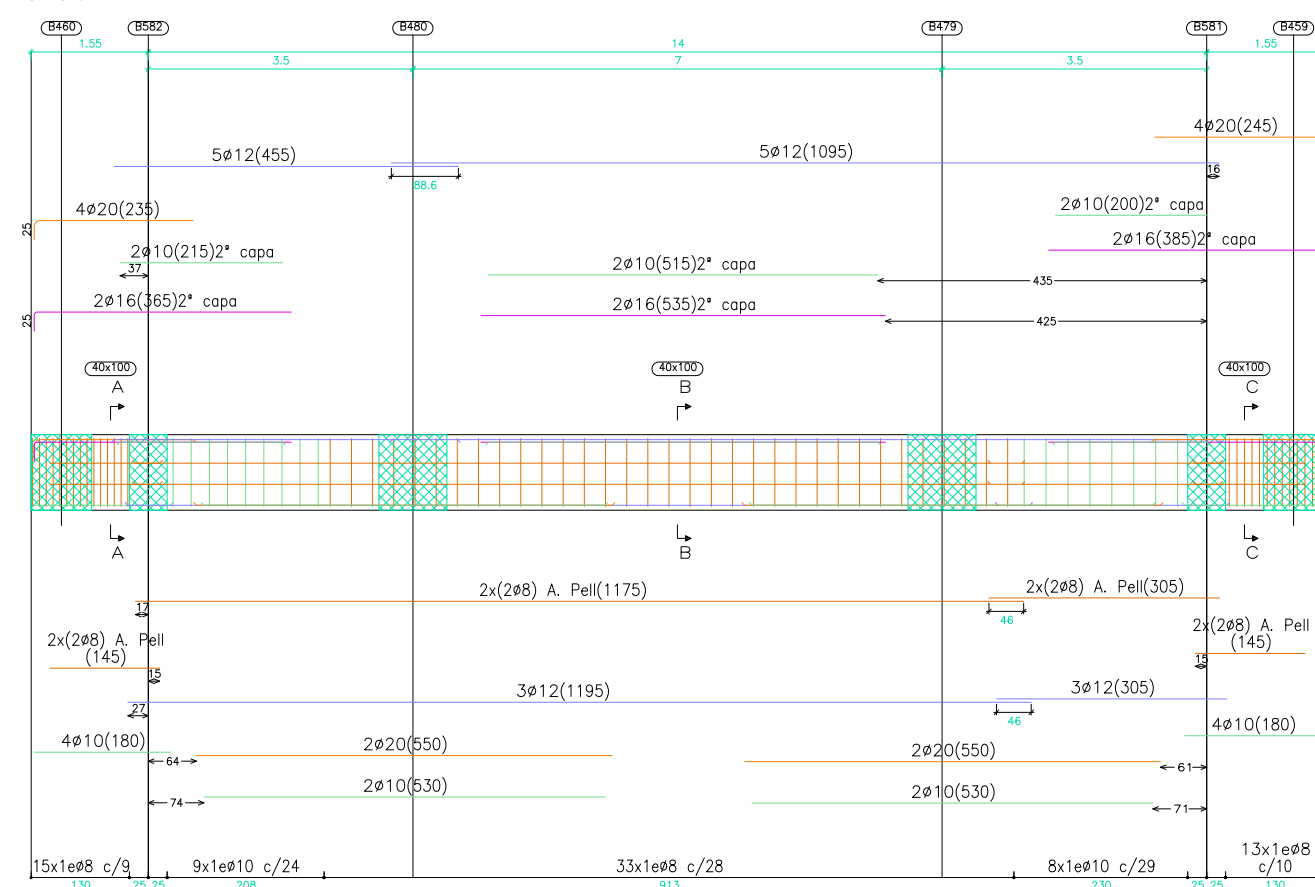 B460 B582 B480 B479 B581 B459
1.55 14 1.55
3.5 7 3.5
4ø20(245)
5ø12(455) 5ø12(1095)
88.6 16
4ø20(235) 2ø10(200)2ª capa
25
2ø10(215)2ª capa 2ø16(385)2ª capa
37 2ø10(515)2ª capa
435
2ø16(365)2ª capa 2ø16(535)2ª capa
25 425
40x100 40x100 40x100
A B C
A B C
2x(2ø8) A. Pell(1175) 2x(2ø8) A. Pell(305)
17 46
2x(2ø8) A. Pell
(145)
15
2x(2ø8) A. Pell
(145)
15
3ø12(1195) 3ø12(305)
27 46
4ø10(180) 2ø20(550) 2ø20(550) 4ø10(180)
64 61
2ø10(530) 2ø10(530)
74 71
15x1eø8 c/9 9x1eø10 c/24 33x1eø8 c/28 8x1eø10 c/29 13x1eø8
c/10
130 25 25 208 913 230 25 25 130